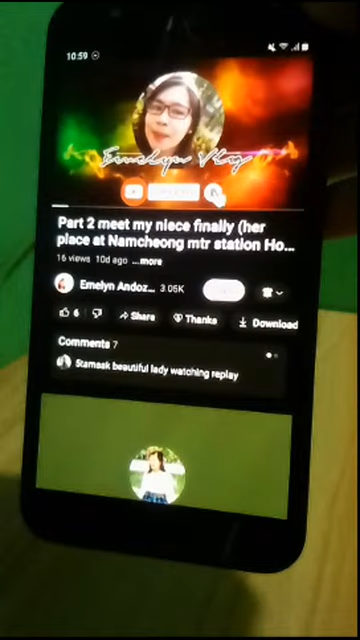 10:59
Emelyn Vlog
Part 2 meet my niece finally (her
place at Namcheong mtr station Ho...
16 views 10d ago ...more
Emelyn Andoz... 3.05K
6 Share Thanks Download
Comments 7
beautiful lady watching replay